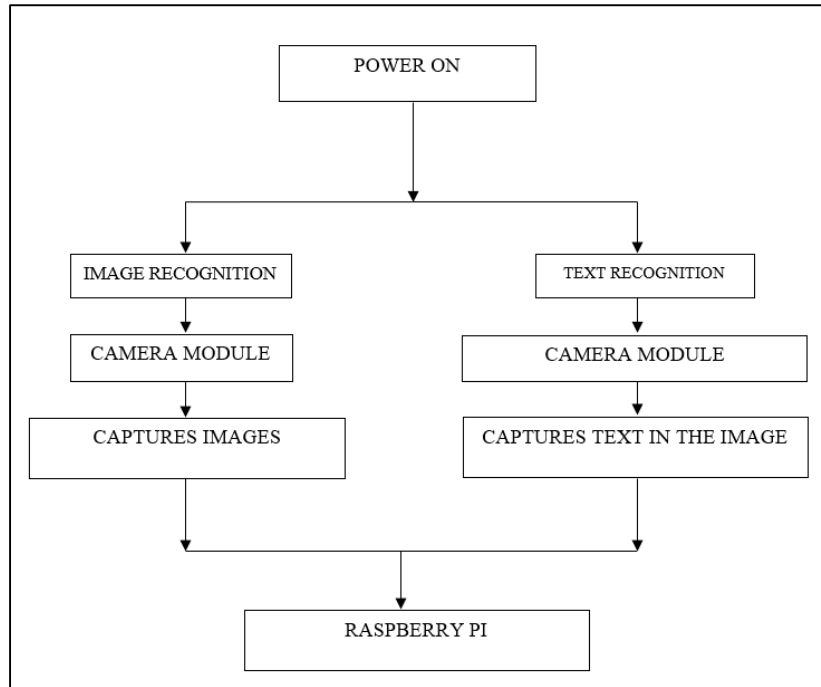 POWER ON
IMAGE RECOGNITION
TEXT RECOGNITION
CAMERA MODULE
CAMERA MODULE
CAPTURES IMAGES
CAPTURES TEXT IN THE IMAGE
RASPBERRY PI